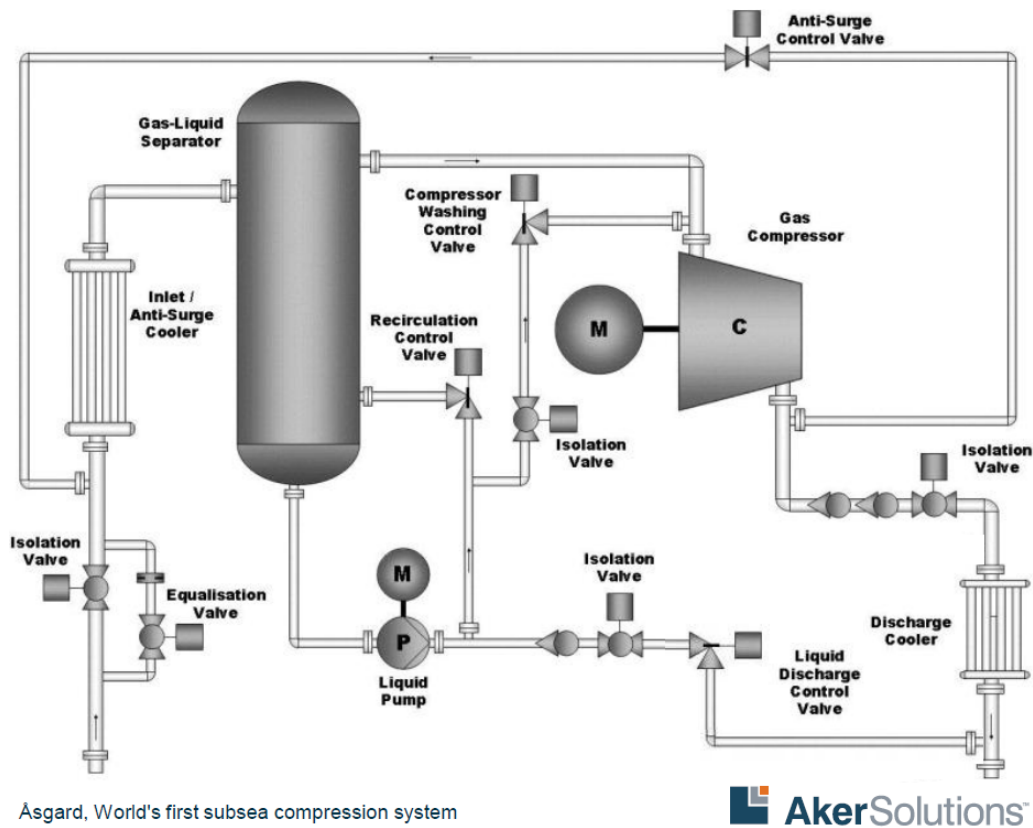 Anti-Surge
Control Valve
Gas-Liquid
Separator
Compressor
Washing
Control
Valve
Gas
Compressor
Inlet /
Anti-Surge
Cooler
Recirculation
Control
Valve
M
C
Isolation
Valve
Isolation
Valve
Isolation
Valve
Isolation
Valve
M
Equalisation
Valve
P
Discharge
Cooler
Liquid
Pump
Liquid
Discharge
Control
Valve
Åsgard, World's first subsea compression system
AkerSolutions™